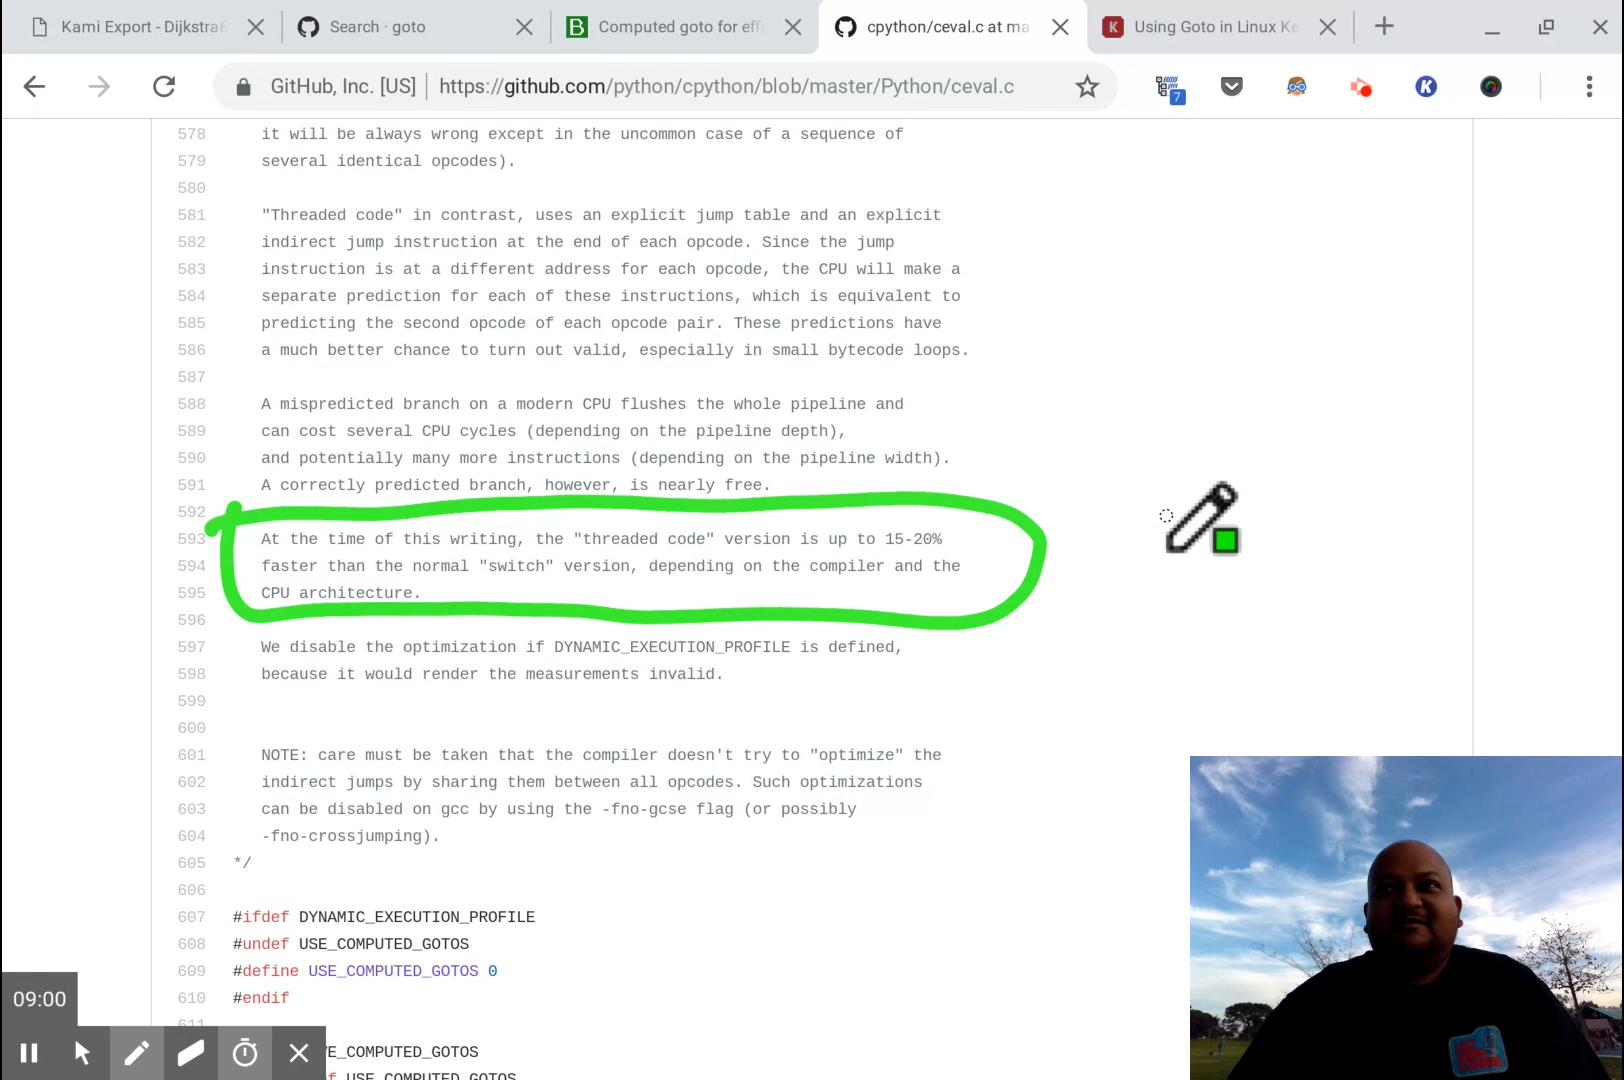 Kami Export - Dijkstra6
Search · goto
Computed goto for effi
cpython/ceval.c at ma
Using Goto in Linux Ke
GitHub, Inc. [US] https://github.com/python/cpython/blob/master/Python/ceval.c
7
578 it will be always wrong except in the uncommon case of a sequence of
579 several identical opcodes).
580
581 "Threaded code" in contrast, uses an explicit jump table and an explicit
582 indirect jump instruction at the end of each opcode. Since the jump
583 instruction is at a different address for each opcode, the CPU will make a
584 separate prediction for each of these instructions, which is equivalent to
585 predicting the second opcode of each opcode pair. These predictions have
586 a much better chance to turn out valid, especially in small bytecode loops.
587
588 A mispredicted branch on a modern CPU flushes the whole pipeline and
589 can cost several CPU cycles (depending on the pipeline depth),
590 and potentially many more instructions (depending on the pipeline width).
591 A correctly predicted branch, however, is nearly free.
592
593 At the time of this writing, the "threaded code" version is up to 15-20%
594 faster than the normal "switch" version, depending on the compiler and the
595 CPU architecture.
596
597 We disable the optimization if DYNAMIC_EXECUTION_PROFILE is defined,
598 because it would render the measurements invalid.
599
600
601 NOTE: care must be taken that the compiler doesn't try to "optimize" the
602 indirect jumps by sharing them between all opcodes. Such optimizations
603 can be disabled on gcc by using the -fno-gcse flag (or possibly
604 -fno-crossjumping).
605 */
606
607 #ifdef DYNAMIC_EXECUTION_PROFILE
608 #undef USE_COMPUTED_GOTOS
609 #define USE_COMPUTED_GOTOS 0
610 #endif
611
VE_COMPUTED_GOTOS
f USE_COMPUTED_GOTOS
09:00